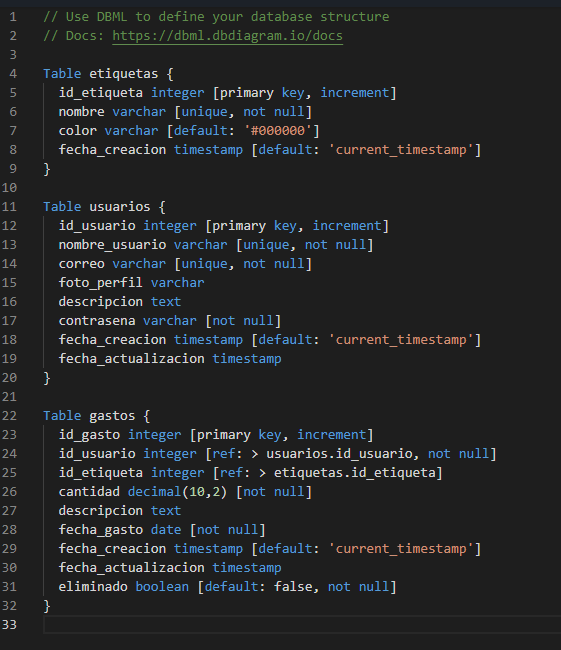 1 // Use DBML to define your database structure
2 // Docs: https://dbml.dbdiagram.io/docs
3
4 Table etiquetas {
5   id_etiqueta integer [primary key, increment]
6   nombre varchar [unique, not null]
7   color varchar [default: '#000000']
8   fecha_creacion timestamp [default: 'current_timestamp']
9 }
10
11 Table usuarios {
12   id_usuario integer [primary key, increment]
13   nombre_usuario varchar [unique, not null]
14   correo varchar [unique, not null]
15   foto_perfil varchar
16   descripcion text
17   contrasena varchar [not null]
18   fecha_creacion timestamp [default: 'current_timestamp']
19   fecha_actualizacion timestamp
20 }
21
22 Table gastos {
23   id_gasto integer [primary key, increment]
24   id_usuario integer [ref: > usuarios.id_usuario, not null]
25   id_etiqueta integer [ref: > etiquetas.id_etiqueta]
26   cantidad decimal(10,2) [not null]
27   descripcion text
28   fecha_gasto date [not null]
29   fecha_creacion timestamp [default: 'current_timestamp']
30   fecha_actualizacion timestamp
31   eliminado boolean [default: false, not null]
32 }
33